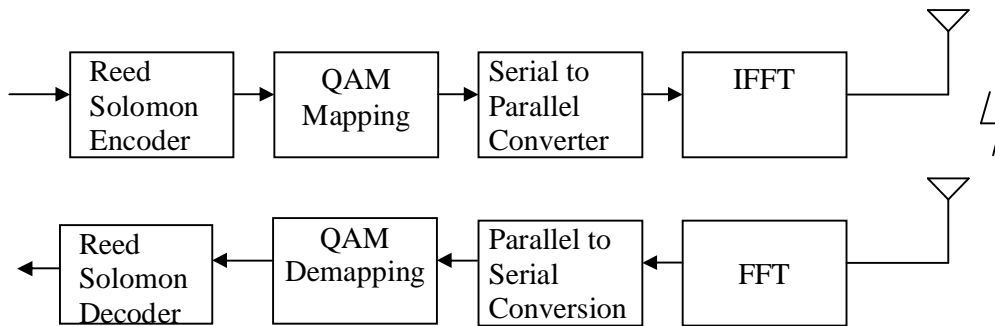 Reed
Solomon
Encoder
QAM
Mapping
Serial to
Parallel
Converter
IFFT
Reed
Solomon
Decoder
QAM
Demapping
Parallel to
Serial
Conversion
FFT